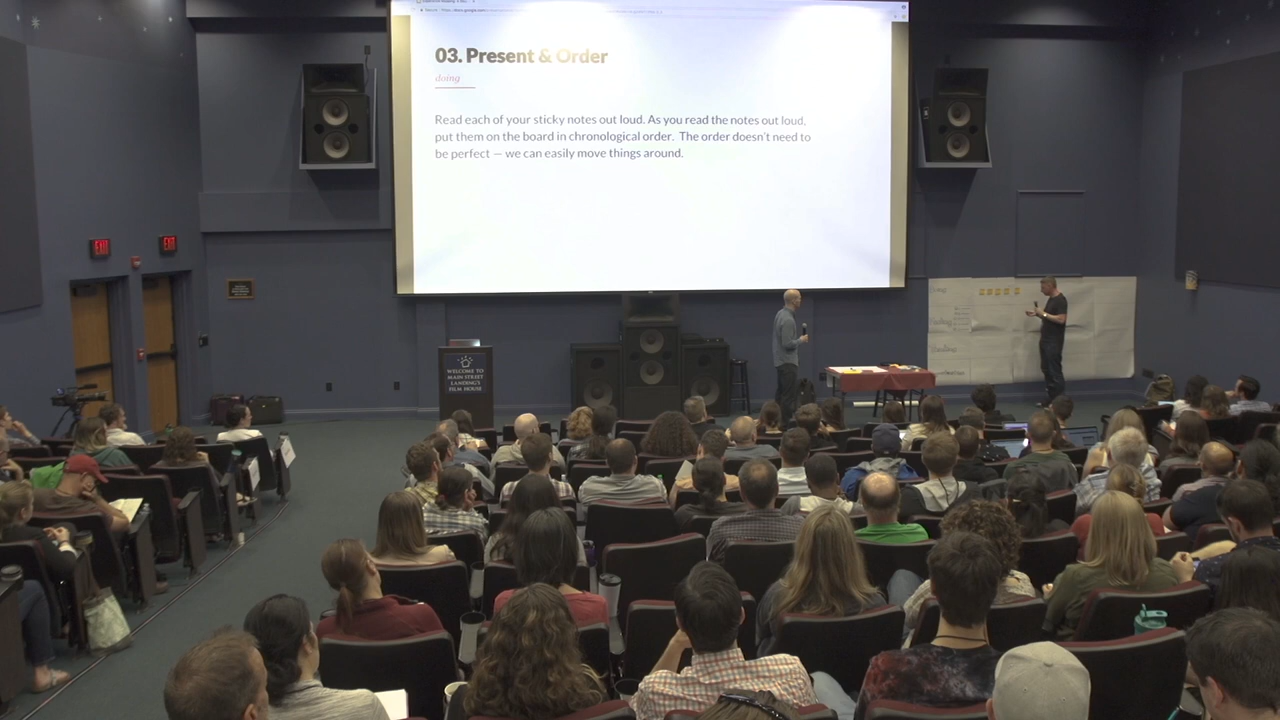 03. Present & Order
doing
Read each of your sticky notes out loud. As you read the notes out loud,
put them on the board in chronological order. The order doesn't need to
be perfect — we can easily move things around.
EXIT
EXIT
WELCOME TO
MAIN STREET
LANDING'S
FILM HOUSE